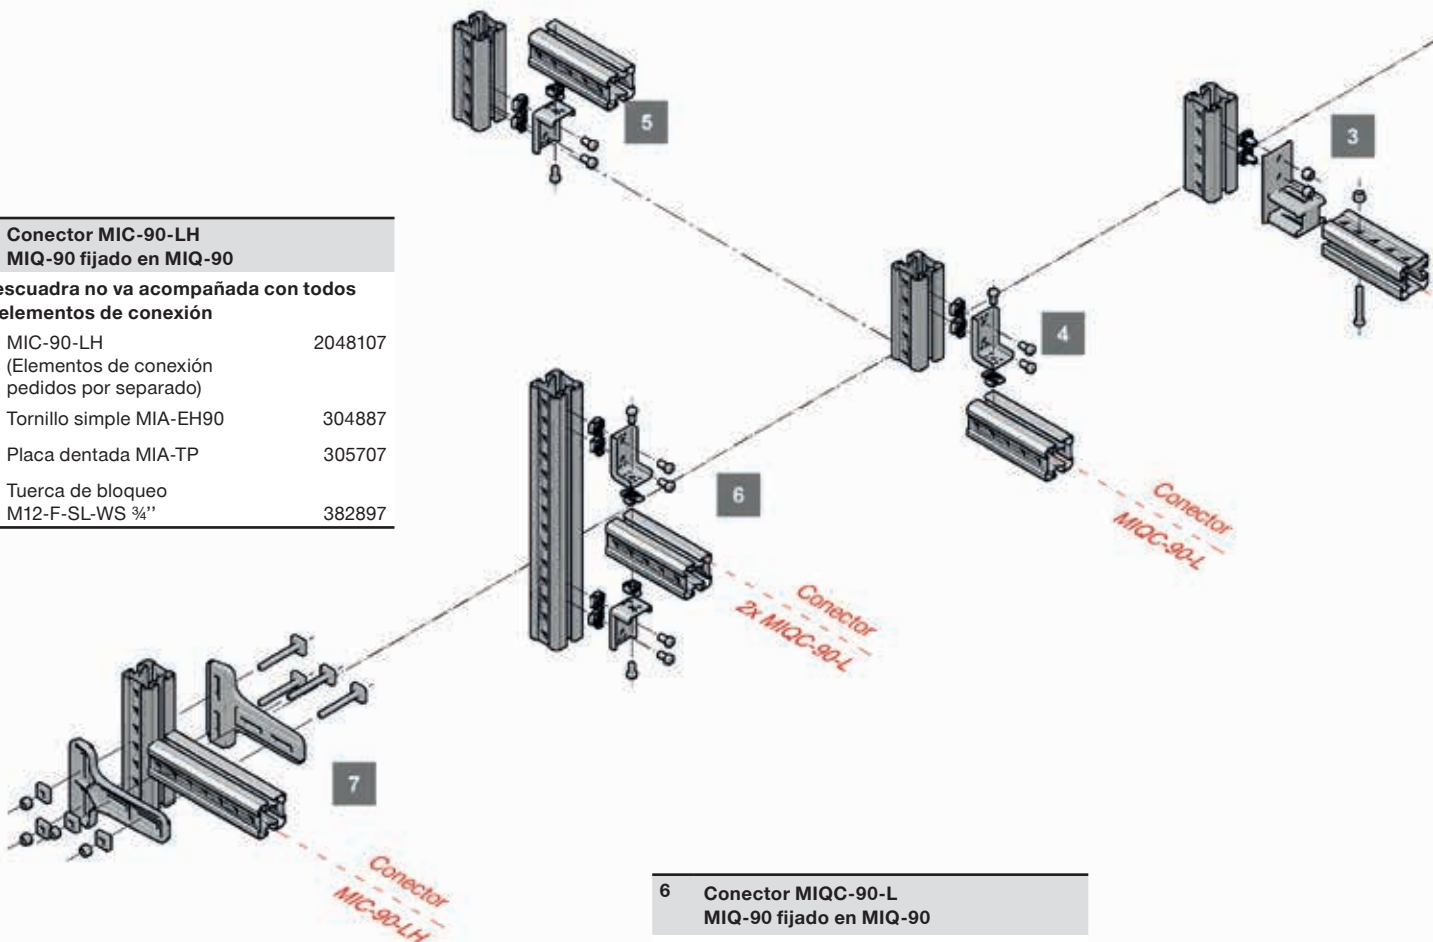 5
3
Conector MIC-90-LH
MIQ-90 fijado en MIQ-90
escuadra no va acompañada con todos
elementos de conexión
MIC-90-LH 2048107
(Elementos de conexión
pedidos por separado)
Tornillo simple MIA-EH90 304887
Placa dentada MIA-TP 305707
Tuerca de bloqueo
M12-F-SL-WS ¾’’ 382897
4
Conector
MIQC-90-L
6
Conector
2x MIQC-90-L
7
Conector
MIC-90-LH
6 Conector MIQC-90-L
MIQ-90 fijado en MIQ-90